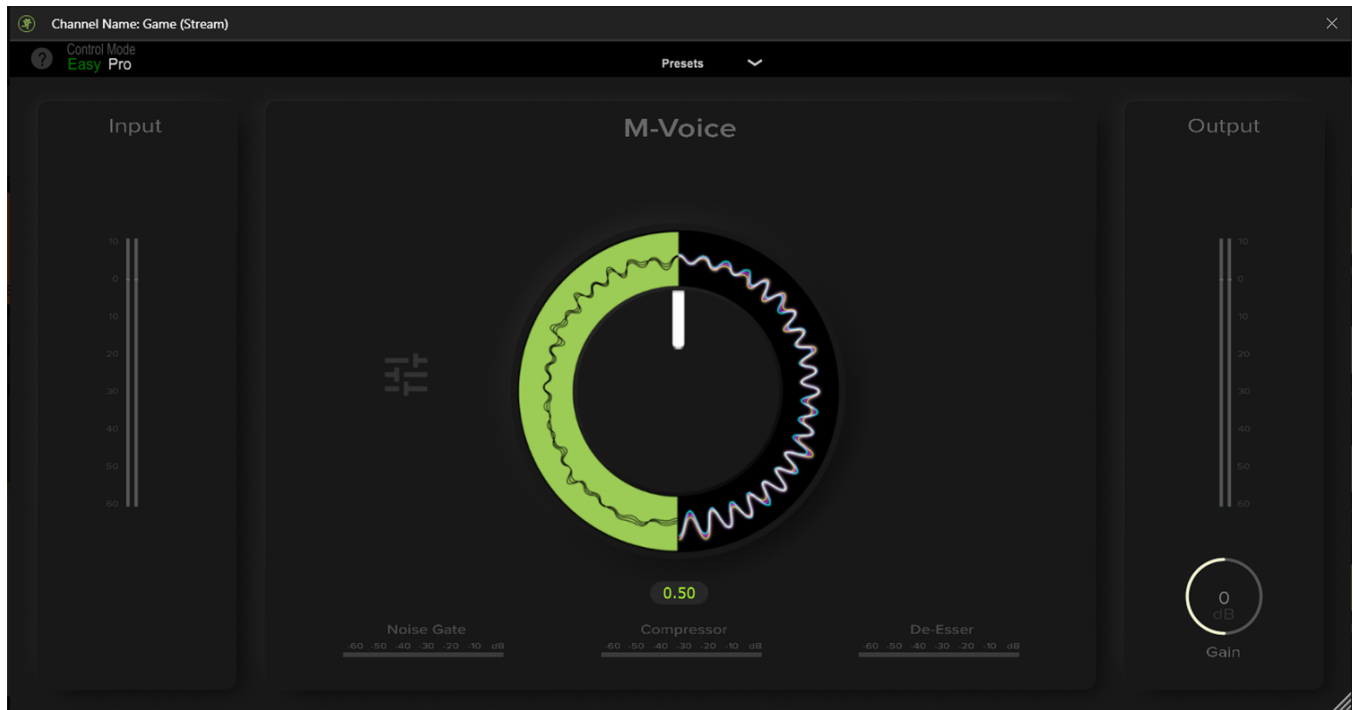 Channel Name: Game (Stream)
?
Control Mode
Easy Pro
Presets
Input
10
0
10
20
30
40
50
60
M-Voice
0.50
Noise Gate
-60 -50 -40 -30 -20 -10 dB
Compressor
-60 -50 -40 -30 -20 -10 dB
De-Esser
-60 -50 -40 -30 -20 -10 dB
Output
10
0
10
20
30
40
50
60
0
dB
Gain